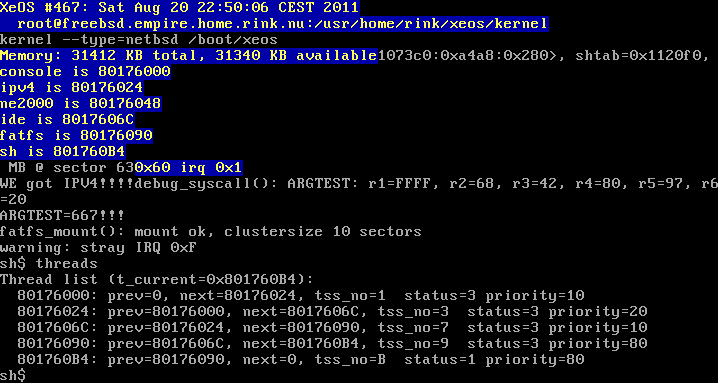 XeOS #467: Sat Aug 20 22:50:06 CEST 2011
root@freebsd.empire.home.rink.nu:/usr/home/rink/xeos/kernel
kernel --type=netbsd /boot/xeos
Memory: 31412 KB total, 31340 KB available1073c0:0xa4a8:0x280>, shtab=0x1120f0,
console is 80176000
ipv4 is 80176024
ne2000 is 80176048
ide is 8017606C
fatfs is 80176090
sh is 801760B4
MB @ sector 630x60 irq 0x1
WE got IPV4!!!!debug_syscall(): ARGTEST: r1=FFFF, r2=68, r3=42, r4=80, r5=97, r6
=20
ARGTEST=667!!!
fatfs_mount(): mount ok, clustersize 10 sectors
warning: stray IRQ 0xF
sh$ threads
Thread list (t_current=0x801760B4):
80176000: prev=0, next=80176024, tss_no=1  status=3 priority=10
80176024: prev=80176000, next=8017606C, tss_no=3  status=3 priority=20
8017606C: prev=80176024, next=80176090, tss_no=7  status=3 priority=10
80176090: prev=8017606C, next=801760B4, tss_no=9  status=3 priority=80
801760B4: prev=80176090, next=0, tss_no=B  status=1 priority=80
sh$